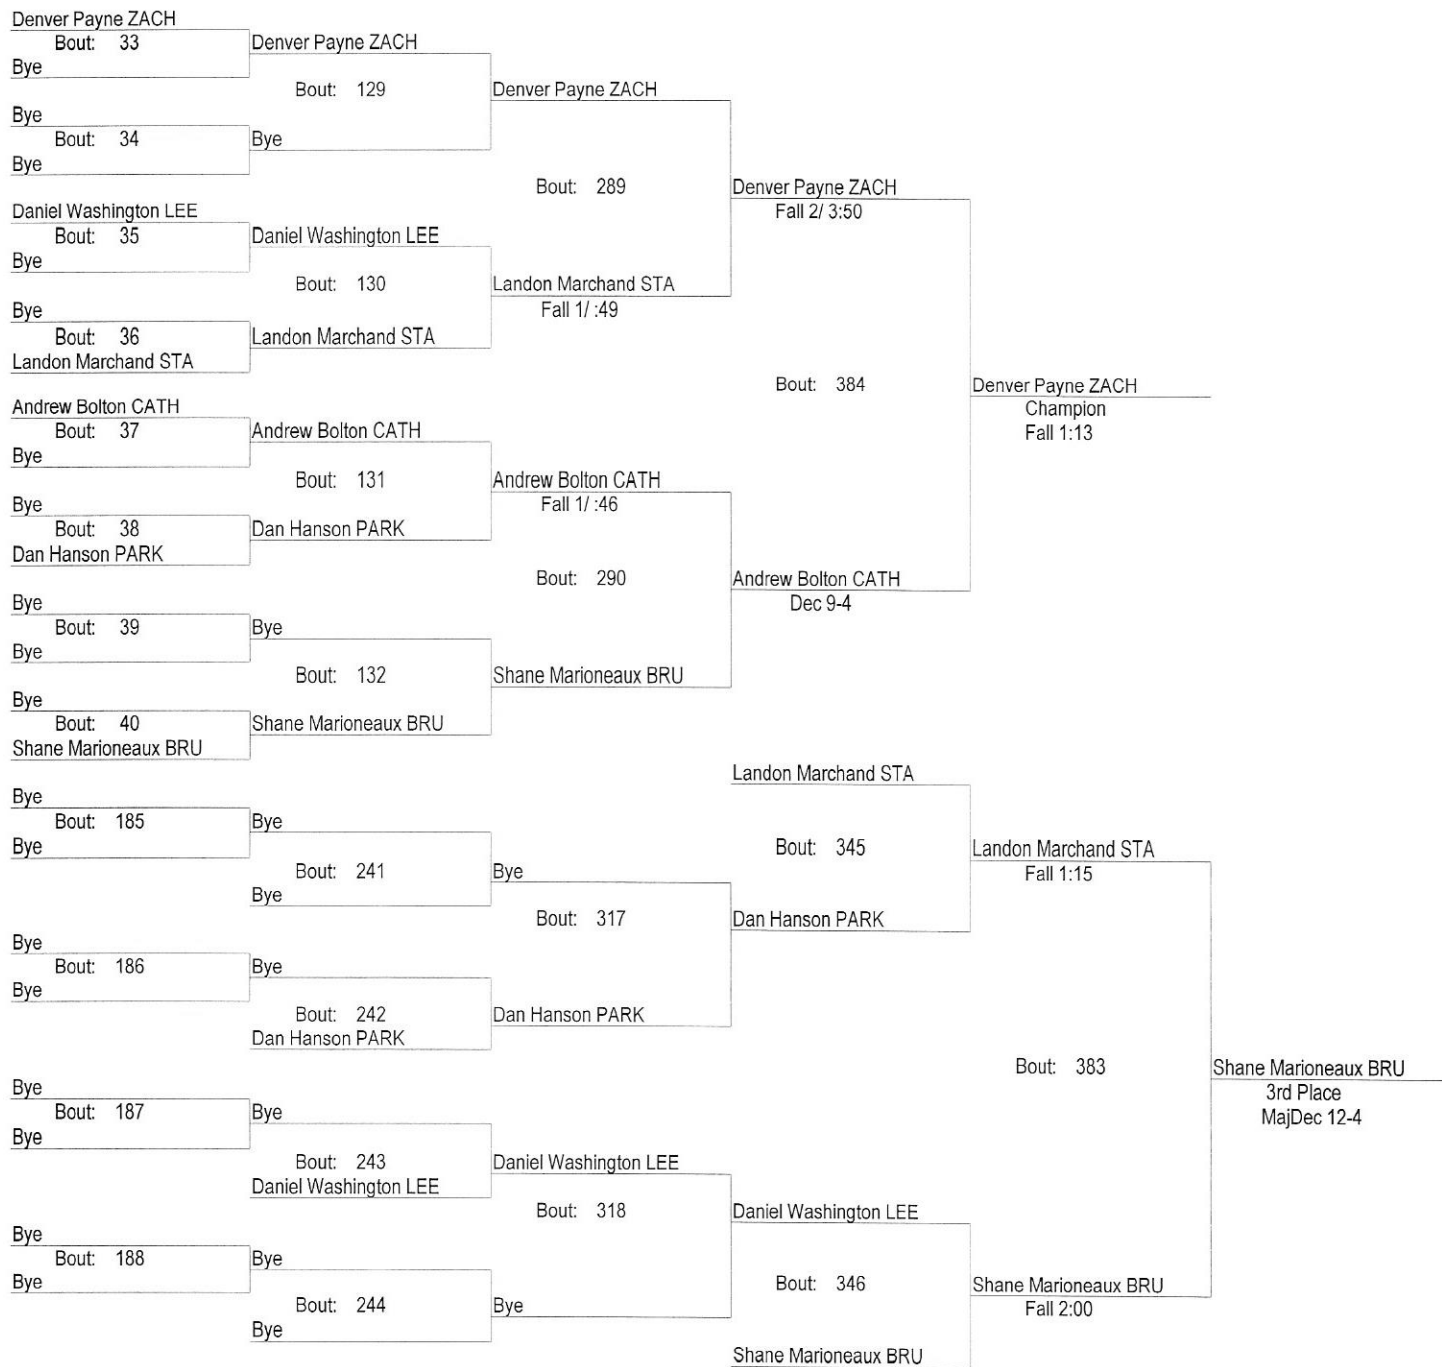 Denver Payne ZACH
Bout: 33
Bye
Denver Payne ZACH
Bout: 129
Bye
Bout: 34
Bye
Bye
Denver Payne ZACH
Bout: 289
Daniel Washington LEE
Bout: 35
Bye
Daniel Washington LEE
Bout: 130
Bye
Bout: 36
Landon Marchand STA
Landon Marchand STA
Landon Marchand STA
Fall 1/ :49
Denver Payne ZACH
Fall 2/ 3:50
Bout: 384
Andrew Bolton CATH
Bout: 37
Bye
Andrew Bolton CATH
Bout: 131
Bye
Bout: 38
Dan Hanson PARK
Dan Hanson PARK
Andrew Bolton CATH
Fall 1/ :46
Bout: 290
Bye
Bout: 39
Bye
Bye
Bout: 132
Bye
Bout: 40
Shane Marioneaux BRU
Shane Marioneaux BRU
Shane Marioneaux BRU
Andrew Bolton CATH
Dec 9-4
Denver Payne ZACH
Champion
Fall 1:13
Bye
Bout: 185
Bye
Bye
Bout: 241
Bye
Bye
Bout: 317
Bye
Bout: 186
Bye
Bye
Bout: 242
Dan Hanson PARK
Dan Hanson PARK
Landon Marchand STA
Bout: 345
Dan Hanson PARK
Landon Marchand STA
Fall 1:15
Bout: 383
Bye
Bout: 187
Bye
Bye
Bout: 243
Daniel Washington LEE
Daniel Washington LEE
Bout: 318
Bye
Bout: 188
Bye
Bye
Bout: 244
Bye
Bye
Daniel Washington LEE
Bout: 346
Shane Marioneaux BRU
Shane Marioneaux BRU
Fall 2:00
Shane Marioneaux BRU
3rd Place
MajDec 12-4